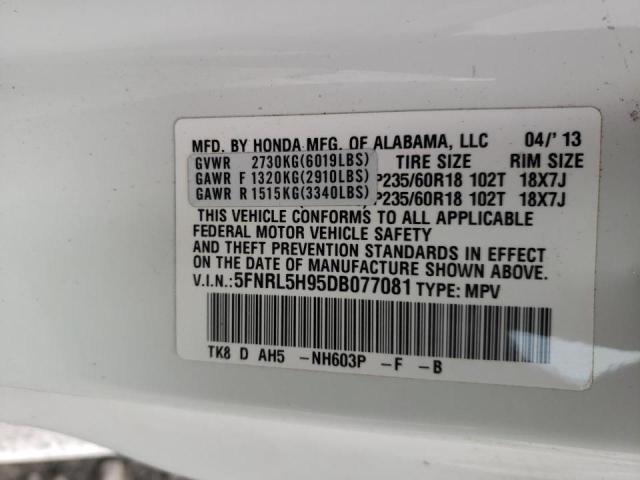 MFD. BY HONDA MFG. OF ALABAMA, LLC 04/'13
GVWR 2730KG(6019LBS) TIRE SIZE RIM SIZE
GAWR F 1320KG(2910LBS) P235/60R18 102T 18X7J
GAWR R 1515KG(3340LBS) P235/60R18 102T 18X7J
THIS VEHICLE CONFORMS TO ALL APPLICABLE
FEDERAL MOTOR VEHICLE SAFETY
AND THEFT PREVENTION STANDARDS IN EFFECT
ON THE DATE OF MANUFACTURE SHOWN ABOVE.
V.I.N.: 5FNRL5H95DB077081 TYPE: MPV
TK8 D AH5 -NH603P -F -B